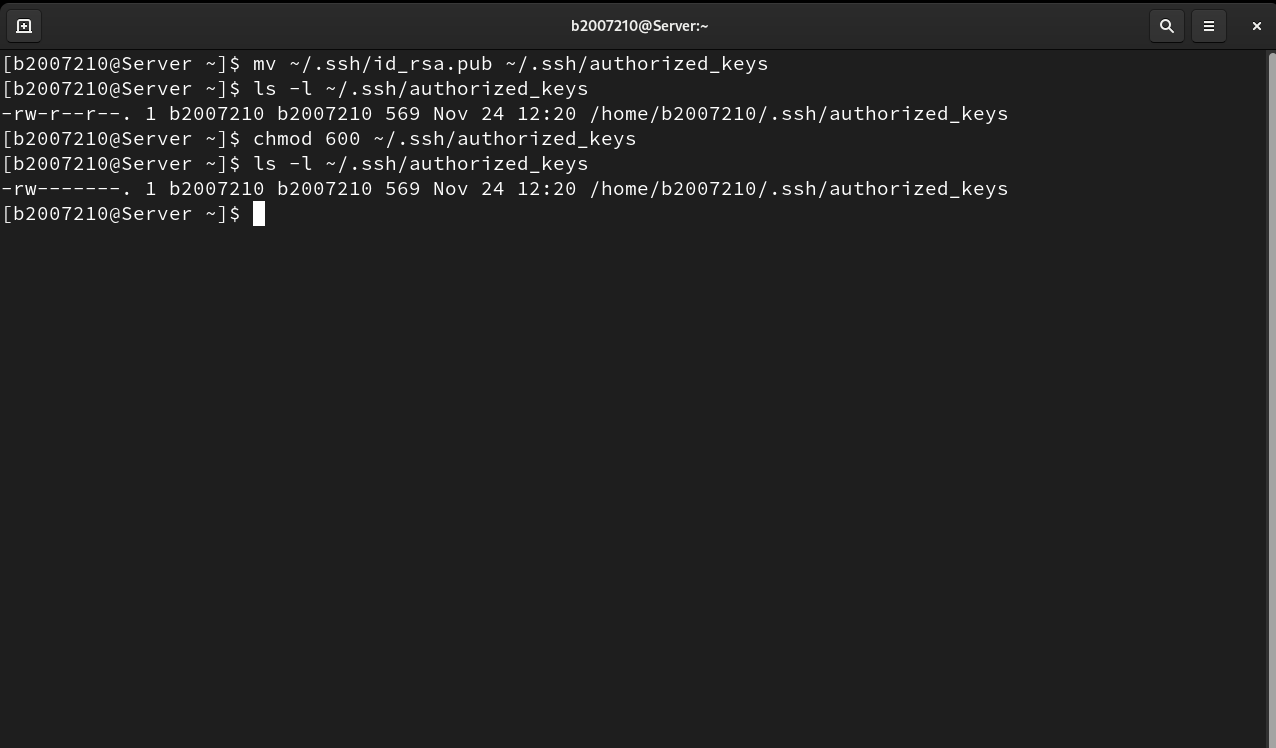 b2007210@Server:~
[b2007210@Server ~]$ mv ~/.ssh/id_rsa.pub ~/.ssh/authorized_keys
[b2007210@Server ~]$ ls -l ~/.ssh/authorized_keys
-rw-r--r--. 1 b2007210 b2007210 569 Nov 24 12:20 /home/b2007210/.ssh/authorized_keys
[b2007210@Server ~]$ chmod 600 ~/.ssh/authorized_keys
[b2007210@Server ~]$ ls -l ~/.ssh/authorized_keys
-rw-------. 1 b2007210 b2007210 569 Nov 24 12:20 /home/b2007210/.ssh/authorized_keys
[b2007210@Server ~]$